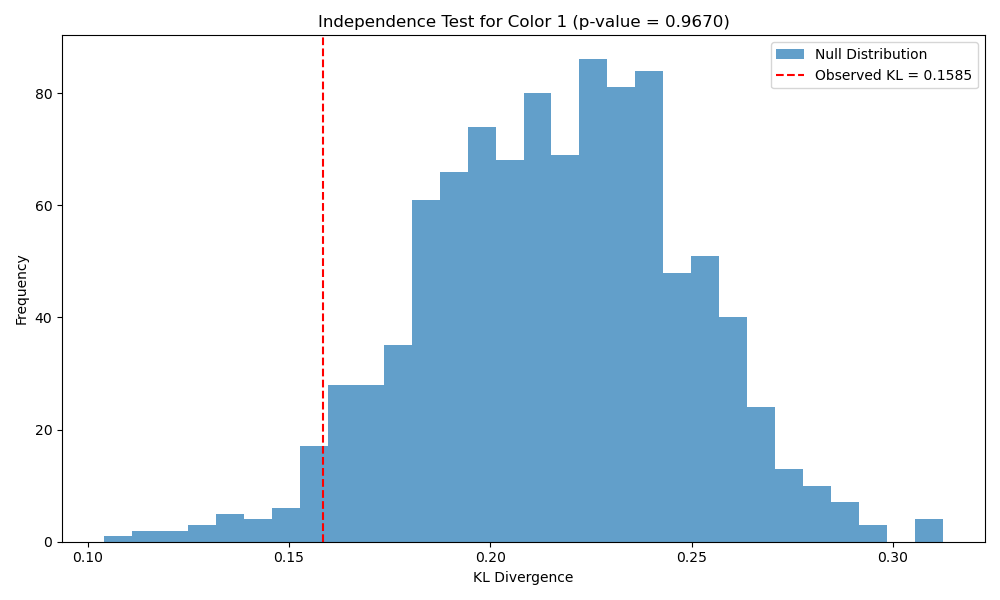 Independence Test for Color 1 (p-value = 0.9670)
Null Distribution
Observed KL = 0.1585
Frequency
80
60
40
20
0
0.10 0.15 0.20 0.25 0.30
KL Divergence